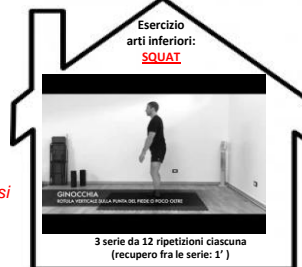 Esercizio
arti inferiori:
SQUAT
GINOCCHIA
ROTULA VERTICALE SULLA PUNTA DEL PIEDE O POCO OLTRE
si
3 serie da 12 ripetizioni ciascuna
(recupero fra le serie: 1' )